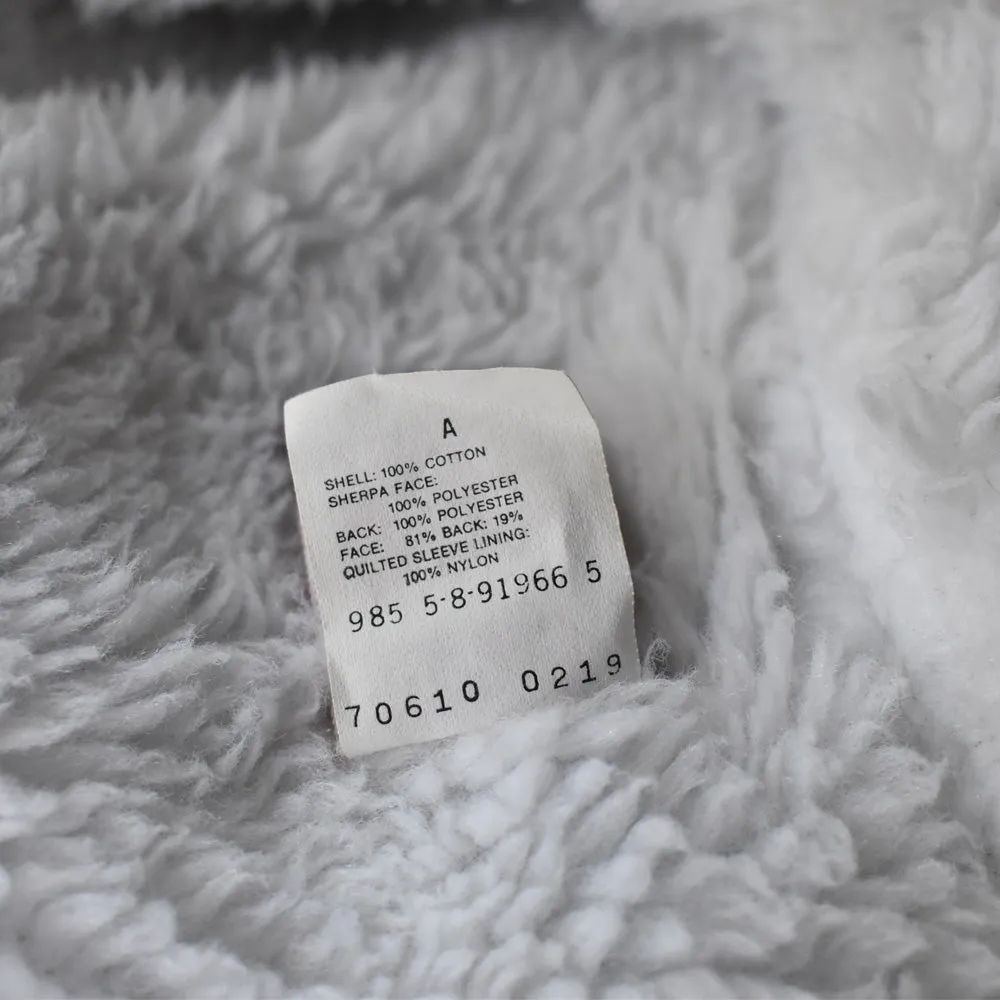 A
SHELL: 100% COTTON
SHERPA FACE:
100% POLYESTER
BACK: 100% POLYESTER
FACE: 81% BACK: 19%
QUILTED SLEEVE LINING:
100% NYLON
985 5-8-91966 5
70610 0219